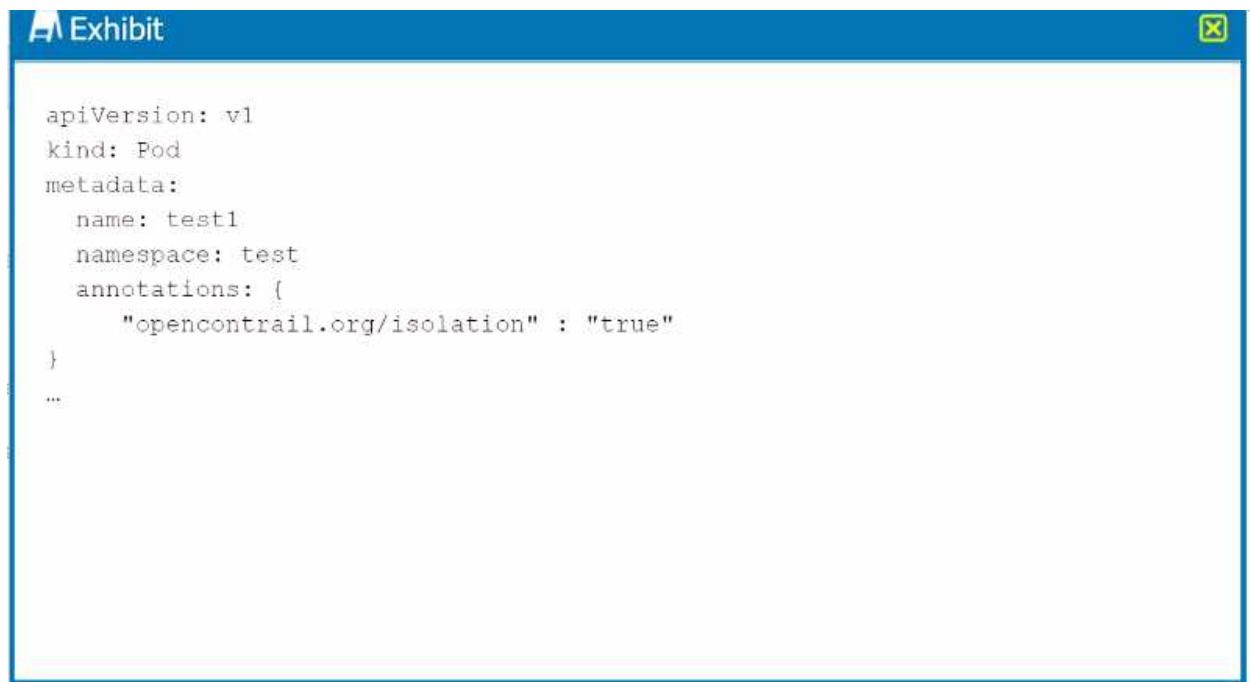 Exhibit
apiVersion: v1
kind: Pod
metadata:
  name: test1
  namespace: test
  annotations: {
     "opencontrail.org/isolation" : "true"
}
…